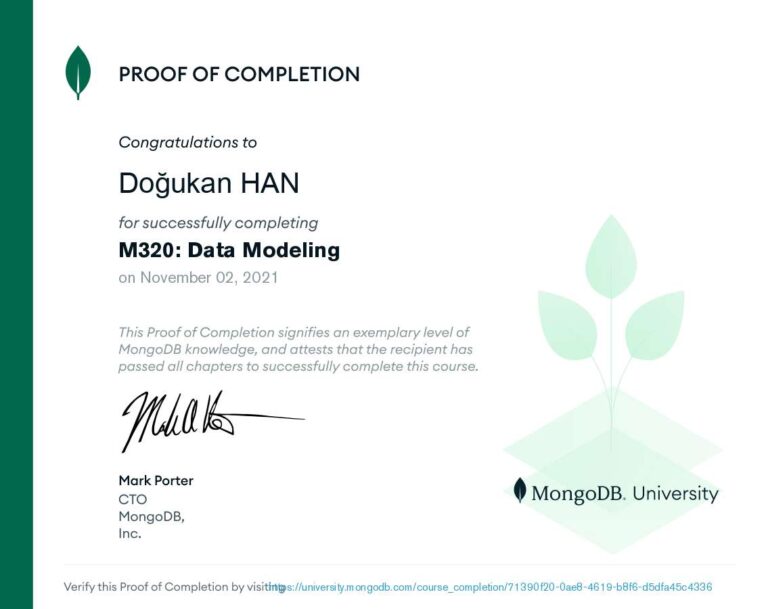 PROOF OF COMPLETION
Congratulations to
Doğukan HAN
for successfully completing
M320: Data Modeling
on November 02, 2021
This Proof of Completion signifies an exemplary level of
MongoDB knowledge, and attests that the recipient has
passed all chapters to successfully complete this course.
Mark Porter
CTO
MongoDB,
Inc.
MongoDB. University
Verify this Proof of Completion by visiting https://university.mongodb.com/course_completion/71390f20-0ae8-4619-b8f6-d5dfa45c4336